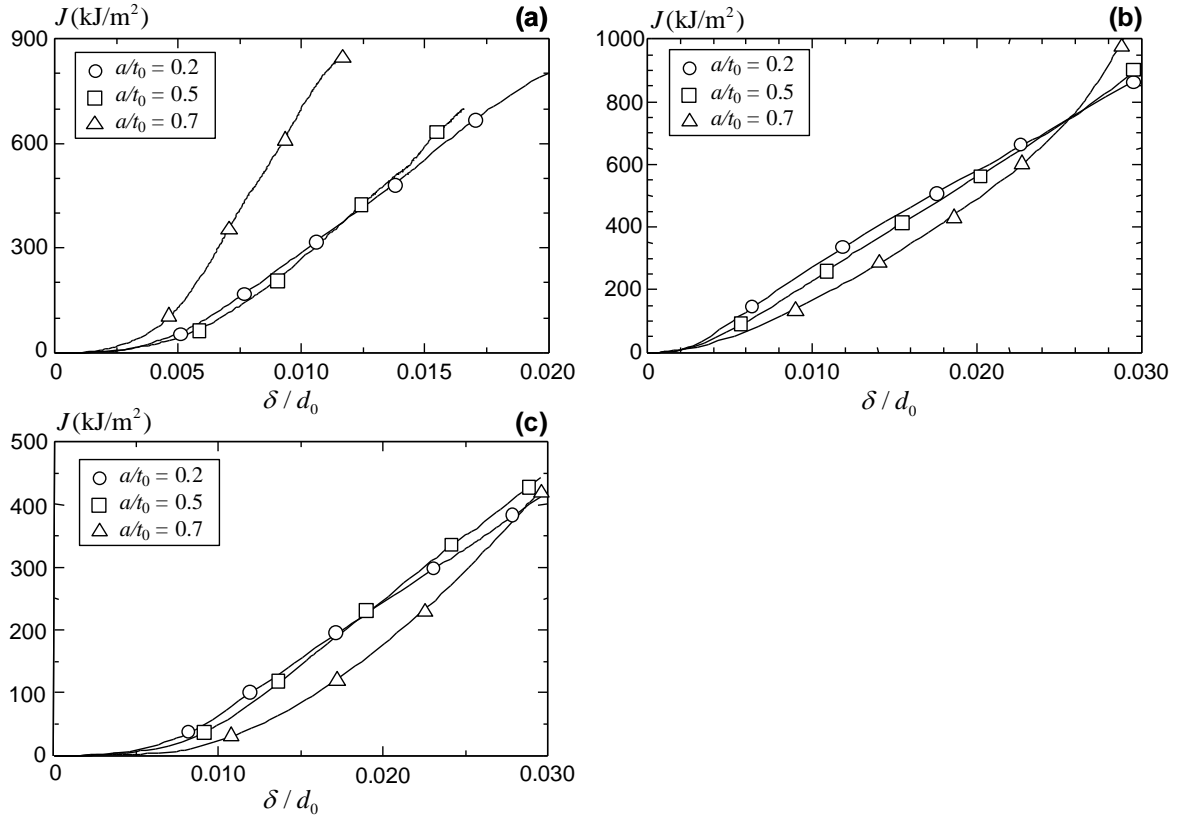 J(kJ/m²) (a)
900
600
300
0
a/t₀ = 0.2
a/t₀ = 0.5
a/t₀ = 0.7
0 0.005 0.010 0.015 0.020
δ / d₀
J(kJ/m²) (b)
1000
800
600
400
200
0
a/t₀ = 0.2
a/t₀ = 0.5
a/t₀ = 0.7
0 0.010 0.020 0.030
δ / d₀
J(kJ/m²) (c)
500
400
300
200
100
0
a/t₀ = 0.2
a/t₀ = 0.5
a/t₀ = 0.7
0 0.010 0.020 0.030
δ / d₀